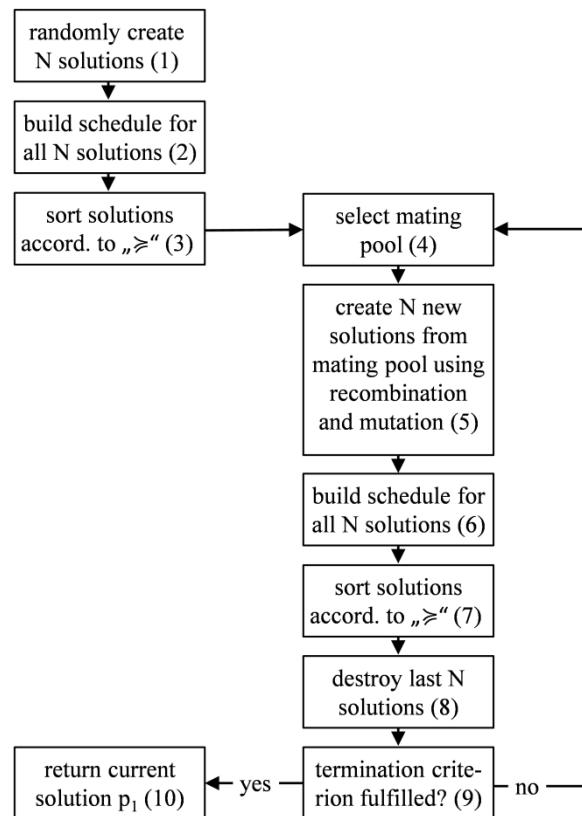 randomly create
N solutions (1)
build schedule for
all N solutions (2)
sort solutions
accord. to „≽“ (3)
select mating
pool (4)
create N new
solutions from
mating pool using
recombination
and mutation (5)
build schedule for
all N solutions (6)
sort solutions
accord. to „≽“ (7)
destroy last N
solutions (8)
termination crite-
rion fulfilled? (9)
yes
no
return current
solution p₁ (10)